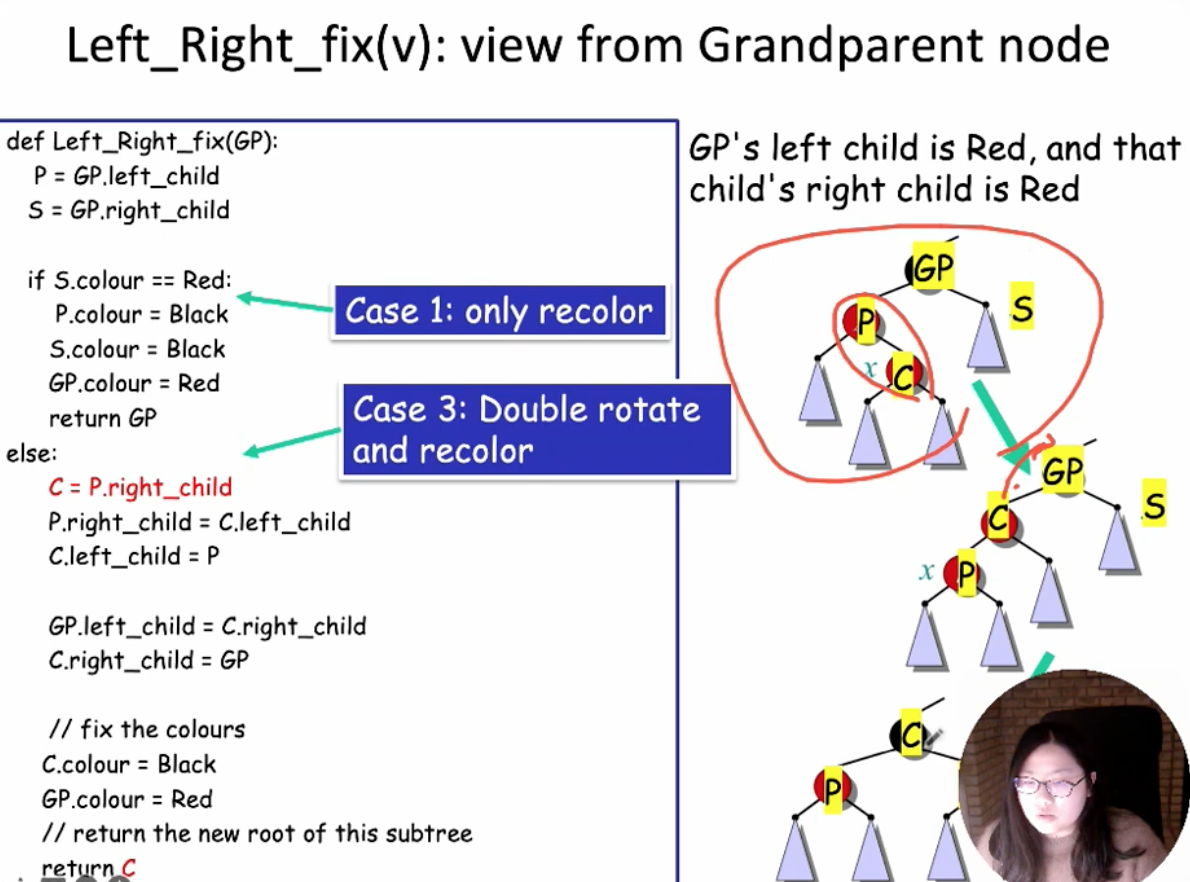 Left_Right_fix(v): view from Grandparent node
def Left_Right_fix(GP):
P = GP.left_child
S = GP.right_child
if S.colour == Red:
P.colour = Black
S.colour = Black
GP.colour = Red
return GP
else:
C = P.right_child
P.right_child = C.left_child
C.left_child = P
GP.left_child = C.right_child
C.right_child = GP
// fix the colours
C.colour = Black
GP.colour = Red
// return the new root of this subtree
return C
Case 1: only recolor
Case 3: Double rotate
and recolor
GP's left child is Red, and that
child's right child is Red
GP
S
P
x
C
GP
S
C
x
P
C
P